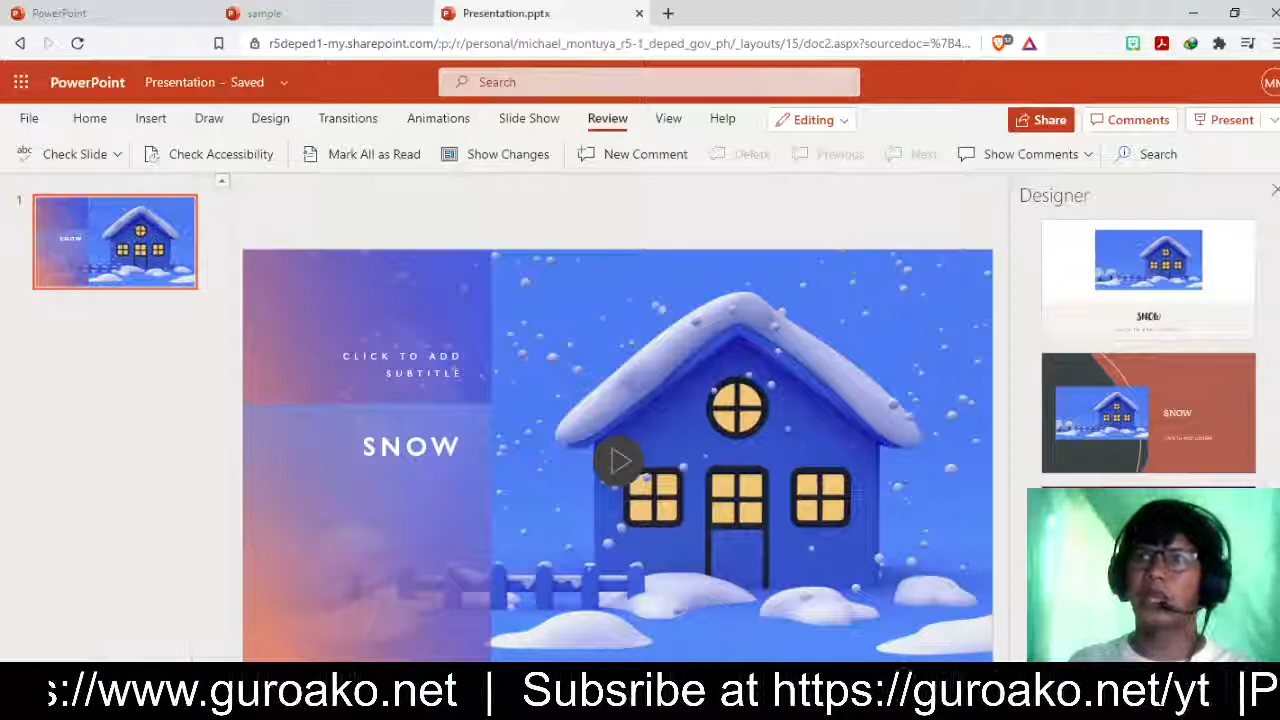 PowerPoint
sample
Presentation.pptx
r5deped1-my.sharepoint.com/:p:/r/personal/michael_montuya_r5-1_deped_gov_ph/_layouts/15/doc2.aspx?sourcedoc=%7B4...
PowerPoint Presentation – Saved
Search
MM
File Home Insert Draw Design Transitions Animations Slide Show Review View Help Editing Share Comments Present
abc Check Slide Check Accessibility Mark All as Read Show Changes New Comment Delete Previous Next Show Comments Search
1
SNOW
CLICK TO ADD
SUBTITLE
SNOW
Designer
SNOW
SNOW
s://www.guroako.net | Subsribe at https://guroako.net/yt |P